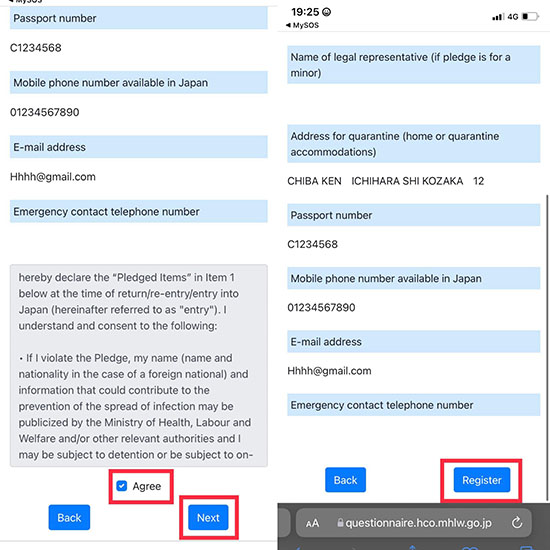 ◀ MySOS
Passport number
C1234568
Mobile phone number available in Japan
01234567890
E-mail address
Hhhh@gmail.com
Emergency contact telephone number
hereby declare the “Pledged Items” in Item 1
below at the time of return/re-entry/entry into
Japan (hereinafter referred to as "entry"). I
understand and consent to the following:
• If I violate the Pledge, my name (name and
nationality in the case of a foreign national) and
information that could contribute to the
prevention of the spread of infection may be
publicized by the Ministry of Health, Labour and
Welfare and/or other relevant authorities and I
may be subject to detention or be subject to on-
Agree
Back
Next
19:25
4G
◀ MySOS
Name of legal representative (if pledge is for a
minor)
Address for quarantine (home or quarantine
accommodations)
CHIBA KEN ICHIHARA SHI KOZAKA 12
Passport number
C1234568
Mobile phone number available in Japan
01234567890
E-mail address
Hhhh@gmail.com
Emergency contact telephone number
Back
Register
AA
questionnaire.hco.mhlw.go.jp